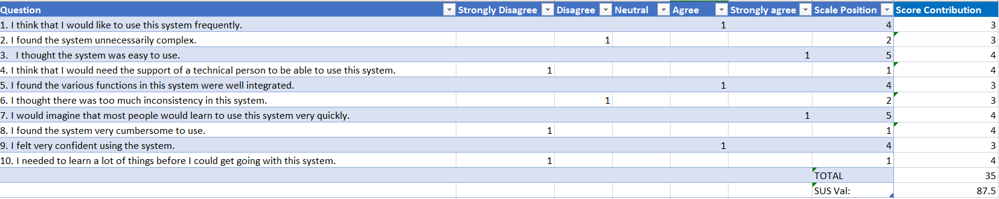 Question Strongly Disagree Disagree Neutral Agree Strongly agree Scale Position Score Contribution
1. I think that I would like to use this system frequently. 1 4 3
2. I found the system unnecessarily complex. 1 2 3
3. I thought the system was easy to use. 1 5 4
4. I think that I would need the support of a technical person to be able to use this system. 1 1 4
5. I found the various functions in this system were well integrated. 1 4 3
6. I thought there was too much inconsistency in this system. 1 2 3
7. I would imagine that most people would learn to use this system very quickly. 1 5 4
8. I found the system very cumbersome to use. 1 1 4
9. I felt very confident using the system. 1 4 3
10. I needed to learn a lot of things before I could get going with this system. 1 1 4
TOTAL 35
SUS Val: 87.5